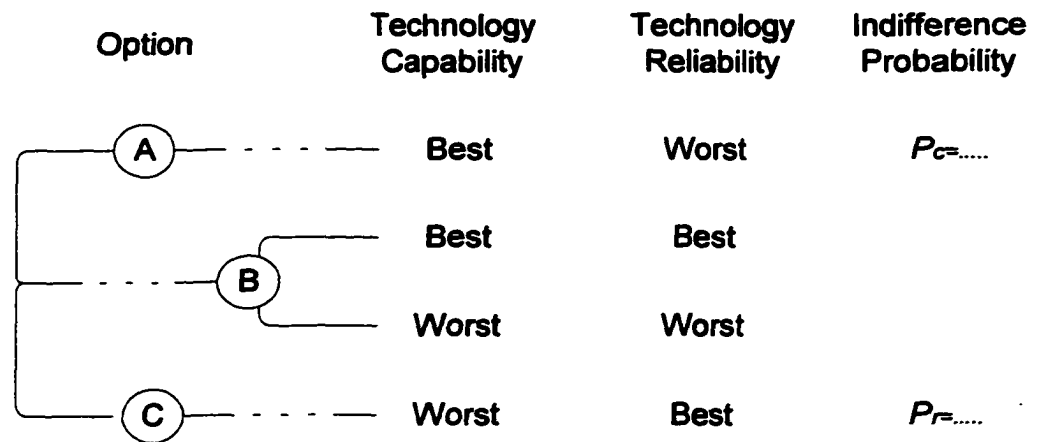 Option Technology Capability Technology Reliability Indifference Probability
A Best Worst Pc=.....
Best Best
B
Worst Worst
C Worst Best Pr=.....